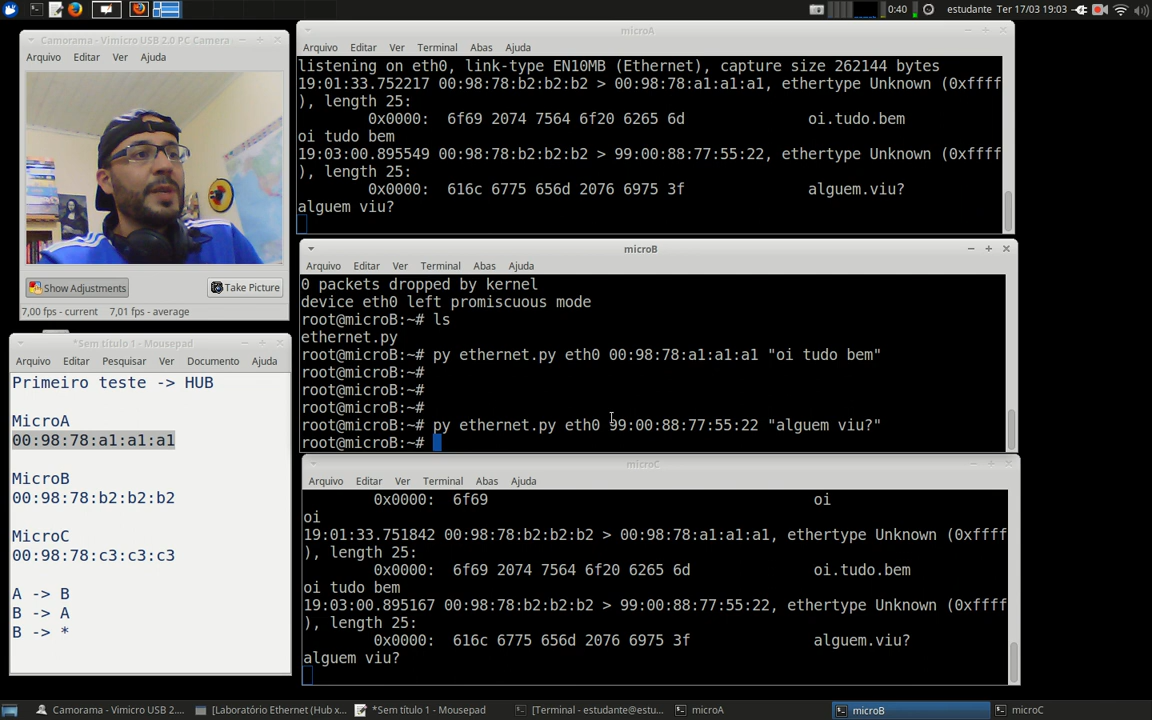 0:40
estudante Ter 17/03 19:03
Camorama - Vimicro USB 2.0 PC Camera
Arquivo Editar Ver Ajuda
Show Adjustments
Take Picture
7,00 fps - current 7,01 fps - average
*Sem título 1 - Mousepad
Arquivo Editar Pesquisar Ver Documento Ajuda
Primeiro teste -> HUB
MicroA
00:98:78:a1:a1:a1
MicroB
00:98:78:b2:b2:b2
MicroC
00:98:78:c3:c3:c3
A -> B
B -> A
B -> *
microA
Arquivo Editar Ver Terminal Abas Ajuda
listening on eth0, link-type EN10MB (Ethernet), capture size 262144 bytes
19:01:33.752217 00:98:78:b2:b2:b2 > 00:98:78:a1:a1:a1, ethertype Unknown (0xffff
), length 25:
0x0000: 6f69 2074 7564 6f20 6265 6d oi.tudo.bem
oi tudo bem
19:03:00.895549 00:98:78:b2:b2:b2 > 99:00:88:77:55:22, ethertype Unknown (0xffff
), length 25:
0x0000: 616c 6775 656d 2076 6975 3f alguem.viu?
alguem viu?
microB
Arquivo Editar Ver Terminal Abas Ajuda
0 packets dropped by kernel
device eth0 left promiscuous mode
root@microB:~# ls
ethernet.py
root@microB:~# py ethernet.py eth0 00:98:78:a1:a1:a1 "oi tudo bem"
root@microB:~#
root@microB:~#
root@microB:~#
root@microB:~# py ethernet.py eth0 99:00:88:77:55:22 "alguem viu?"
root@microB:~#
microC
Arquivo Editar Ver Terminal Abas Ajuda
0x0000: 6f69 oi
oi
19:01:33.751842 00:98:78:b2:b2:b2 > 00:98:78:a1:a1:a1, ethertype Unknown (0xffff
), length 25:
0x0000: 6f69 2074 7564 6f20 6265 6d oi.tudo.bem
oi tudo bem
19:03:00.895167 00:98:78:b2:b2:b2 > 99:00:88:77:55:22, ethertype Unknown (0xffff
), length 25:
0x0000: 616c 6775 656d 2076 6975 3f alguem.viu?
alguem viu?
Camorama - Vimicro USB 2....
[Laboratório Ethernet (Hub x...
*Sem título 1 - Mousepad
[Terminal - estudante@estu...
microA
microB
microC